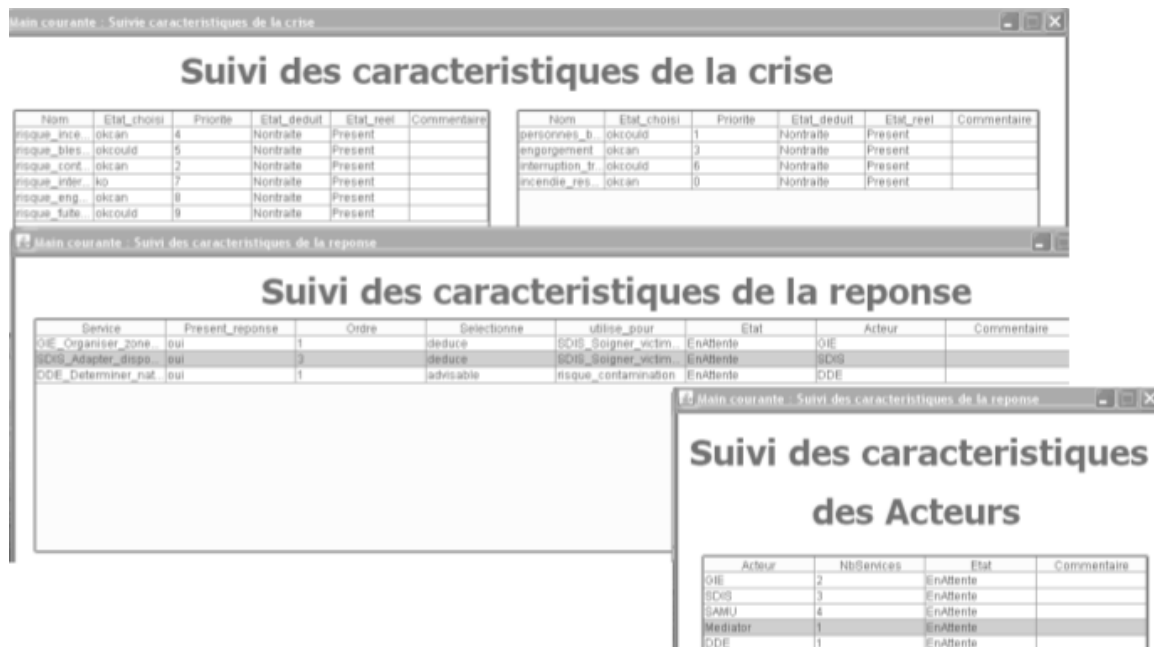 Main courante : Suivie caracteristiques de la crise
Suivi des caracteristiques de la crise
Nom Etat_choisi Priorite Etat_deduit Etat_reel Commentaire
risque_ince... okcan 4 Nontraite Present
risque_bles... okcould 5 Nontraite Present
risque_cont... okcan 2 Nontraite Present
risque_inter... ko 7 Nontraite Present
risque_eng... okcan 8 Nontraite Present
risque_fuite... okcould 9 Nontraite Present
Nom Etat_choisi Priorite Etat_deduit Etat_reel Commentaire
personnes_b... okcould 1 Nontraite Present
engorgement okcan 3 Nontraite Present
interruption_tr... okcould 6 Nontraite Present
incendie_res... okcan 0 Nontraite Present
Main courante : Suivi des caracteristiques de la reponse
Suivi des caracteristiques de la reponse
Service Present_reponse Ordre Selectionne utilise_pour Etat Acteur Commentaire
GIE_Organiser_zone... oui 1 deduce SDIS_Soigner_victim... EnAttente GIE
SDIS_Adapter_dispo... oui 3 deduce SDIS_Soigner_victim... EnAttente SDIS
DDE_Determiner_nat... oui 1 advisable risque_contamination EnAttente DDE
Main courante : Suivi des caracteristiques de la reponse
Suivi des caracteristiques
des Acteurs
Acteur NbServices Etat Commentaire
GIE 2 EnAttente
SDIS 3 EnAttente
SAMU 4 EnAttente
Mediator 1 EnAttente
DDE 1 EnAttente